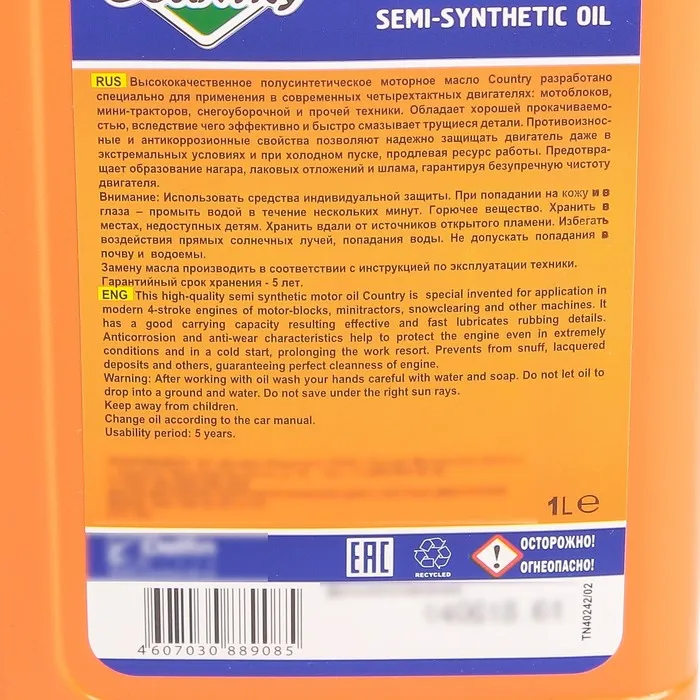 SEMI-SYNTHETIC OIL
RUS Высококачественное полусинтетическое моторное масло Country разработано
специально для применения в современных четырехтактных двигателях: мотоблоков,
мини-тракторов, снегоуборочной и прочей техники. Обладает хорошей прокачиваемо-
стью, вследствие чего эффективно и быстро смазывает трущиеся детали. Противоизнос-
ные и антикоррозионные свойства позволяют надежно защищать двигатель даже в
экстремальных условиях и при холодном пуске, продлевая ресурс работы. Предотвра-
щает образование нагара, лаковых отложений и шлама, гарантируя безупречную чистоту
двигателя.
Внимание: Использовать средства индивидуальной защиты. При попадании на кожу и в
глаза – промыть водой в течение нескольких минут. Горючее вещество. Хранить в
местах, недоступных детям. Хранить вдали от источников открытого пламени. Избегать
воздействия прямых солнечных лучей, попадания воды. Не допускать попадания в
почву и водоемы.
Замену масла производить в соответствии с инструкцией по эксплуатации техники.
Гарантийный срок хранения - 5 лет.
ENG This high-quality semi synthetic motor oil Country is special invented for application in
modern 4-stroke engines of motor-blocks, minitractors, snowclearing and other machines. It
has a good carrying capacity resulting effective and fast lubricates rubbing details.
Anticorrosion and anti-wear characteristics help to protect the engine even in extremely
conditions and in a cold start, prolonging the work resort. Prevents from snuff, lacquered
deposits and others, guaranteeing perfect cleanness of engine.
Warning: After working with oil wash your hands careful with water and soap. Do not let oil to
drop into a ground and water. Do not save under the right sun rays.
Keep away from children.
Change oil according to the car manual.
Usability period: 5 years.
1L e
EAC
RECYCLED
ОСТОРОЖНО!
ОГНЕОПАСНО!
4607030 889085
TN40242/02